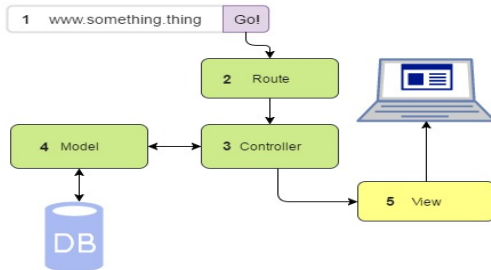 1 www.something.thing Go!
2 Route
4 Model
3 Controller
5 View
DB